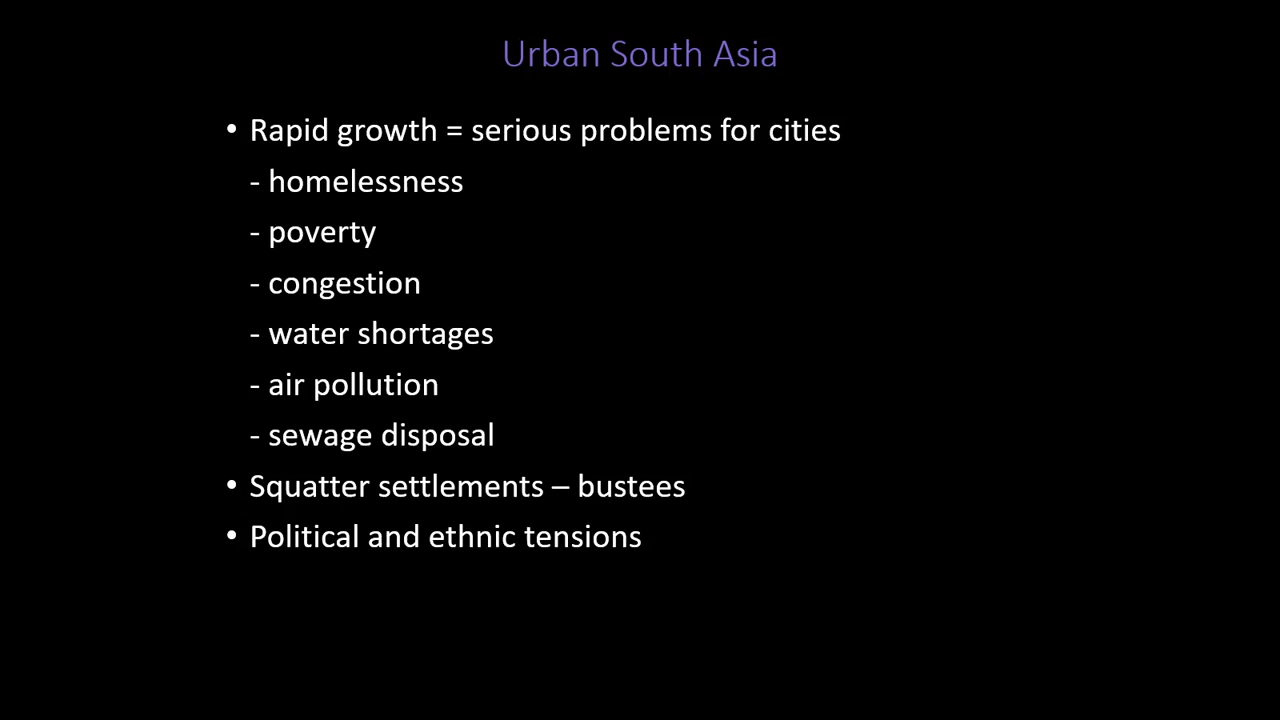 Urban South Asia
• Rapid growth = serious problems for cities
- homelessness
- poverty
- congestion
- water shortages
- air pollution
- sewage disposal
• Squatter settlements – bustees
• Political and ethnic tensions